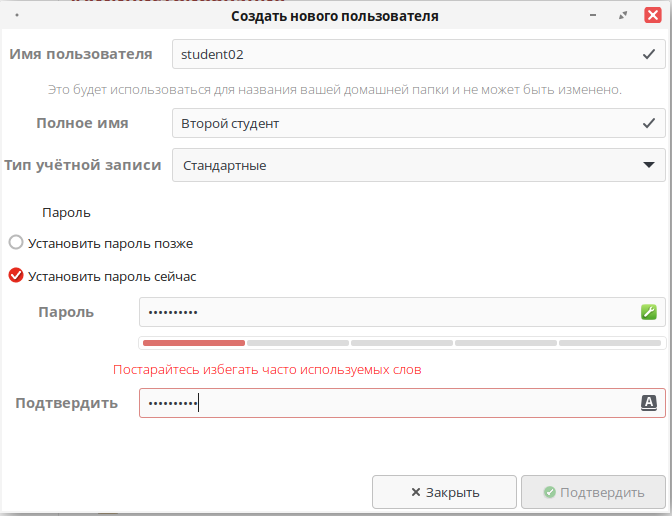 Создать нового пользователя
Имя пользователя student02
Это будет использоваться для названия вашей домашней папки и не может быть изменено.
Полное имя Второй студент
Тип учётной записи Стандартные
Пароль
Установить пароль позже
Установить пароль сейчас
Пароль ••••••••••
Постарайтесь избегать часто используемых слов
Подтвердить •••••••••• A
Закрыть Подтвердить